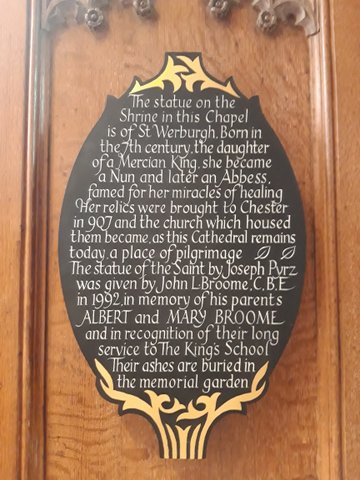 The statue on the
Shrine in this Chapel
is of St. Werburgh. Born in
the 7th century, the daughter
of a Mercian King, she became
a Nun and later an Abbess,
famed for her miracles of healing
Her relics were brought to Chester
in 907 and the church which housed
them became, as this Cathedral remains
today, a place of pilgrimage
The statue of the Saint by Joseph Pyrz
was given by John L. Broome, C.B.E.
in 1992, in memory of his parents
ALBERT and MARY BROOME
and in recognition of their long
service to The King's School
Their ashes are buried in
the memorial garden